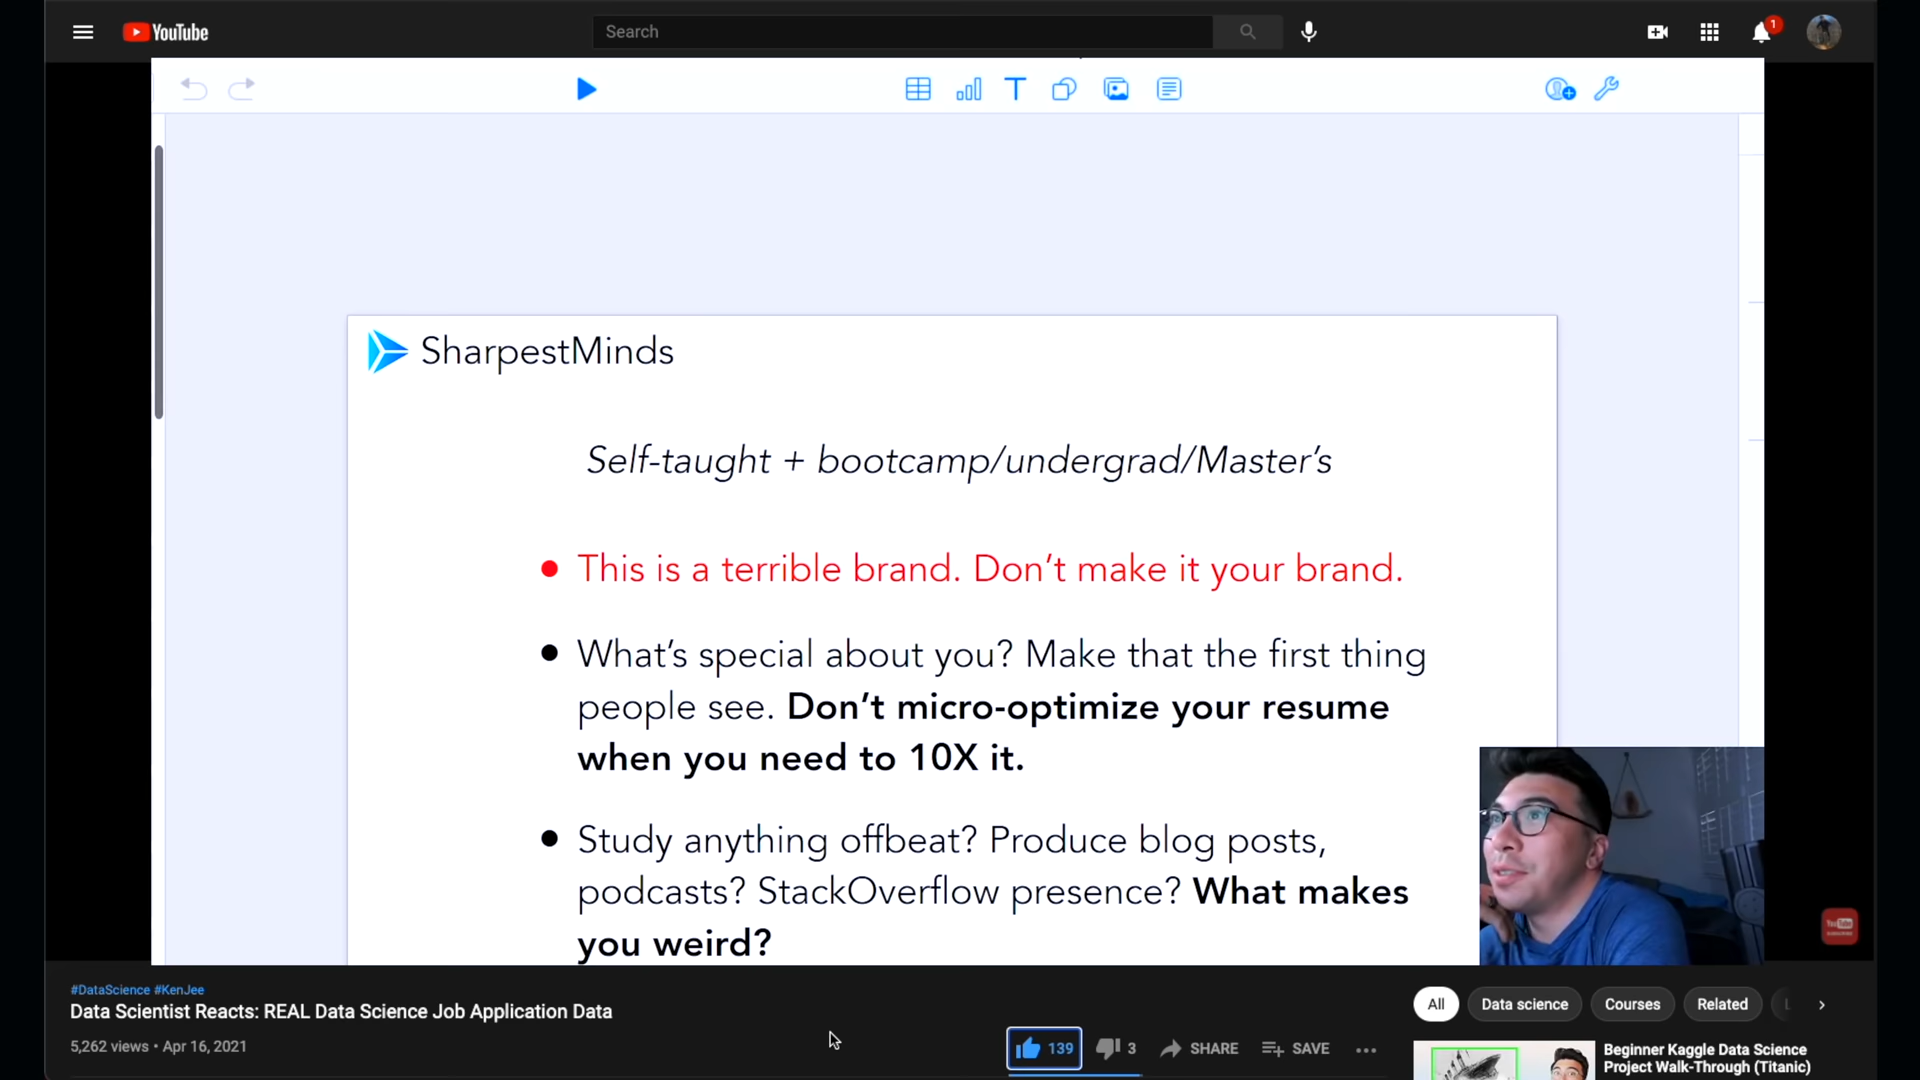 YouTube
Search
1
SharpestMinds
Self-taught + bootcamp/undergrad/Master's
• This is a terrible brand. Don't make it your brand.
• What's special about you? Make that the first thing
people see. Don't micro-optimize your resume
when you need to 10X it.
• Study anything offbeat? Produce blog posts,
podcasts? StackOverflow presence? What makes
you weird?
YouTube
SUBSCRIBE
#DataScience #KenJee
Data Scientist Reacts: REAL Data Science Job Application Data
5,262 views • Apr 16, 2021
139
3
SHARE
SAVE
All
Data science
Courses
Related
Beginner Kaggle Data Science
Project Walk-Through (Titanic)